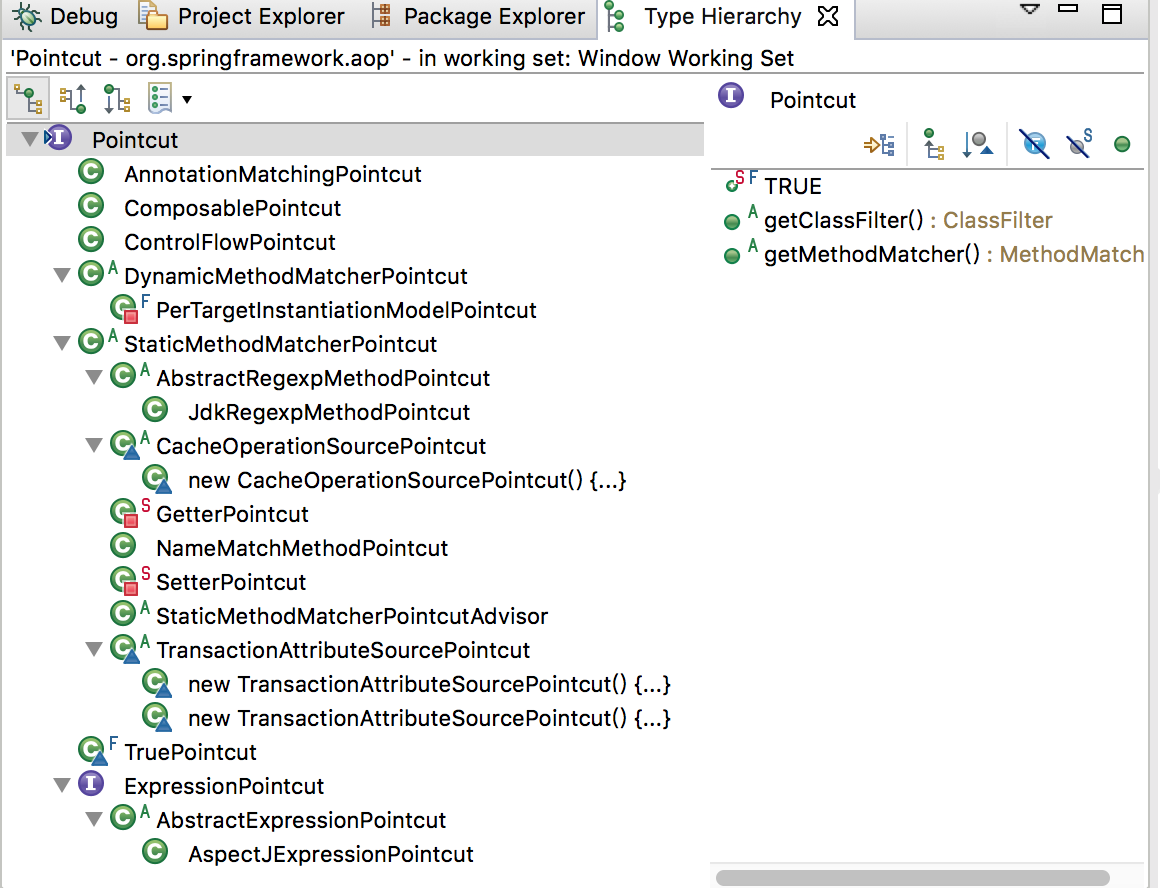 Debug Project Explorer Package Explorer Type Hierarchy
'Pointcut - org.springframework.aop' - in working set: Window Working Set
Pointcut
AnnotationMatchingPointcut
ComposablePointcut
ControlFlowPointcut
A DynamicMethodMatcherPointcut
F PerTargetInstantiationModelPointcut
A StaticMethodMatcherPointcut
A AbstractRegexpMethodPointcut
JdkRegexpMethodPointcut
A CacheOperationSourcePointcut
new CacheOperationSourcePointcut() {...}
S GetterPointcut
NameMatchMethodPointcut
S SetterPointcut
A StaticMethodMatcherPointcutAdvisor
A TransactionAttributeSourcePointcut
new TransactionAttributeSourcePointcut() {...}
new TransactionAttributeSourcePointcut() {...}
F TruePointcut
ExpressionPointcut
A AbstractExpressionPointcut
AspectJExpressionPointcut
Pointcut
S F TRUE
A getClassFilter() : ClassFilter
A getMethodMatcher() : MethodMatch